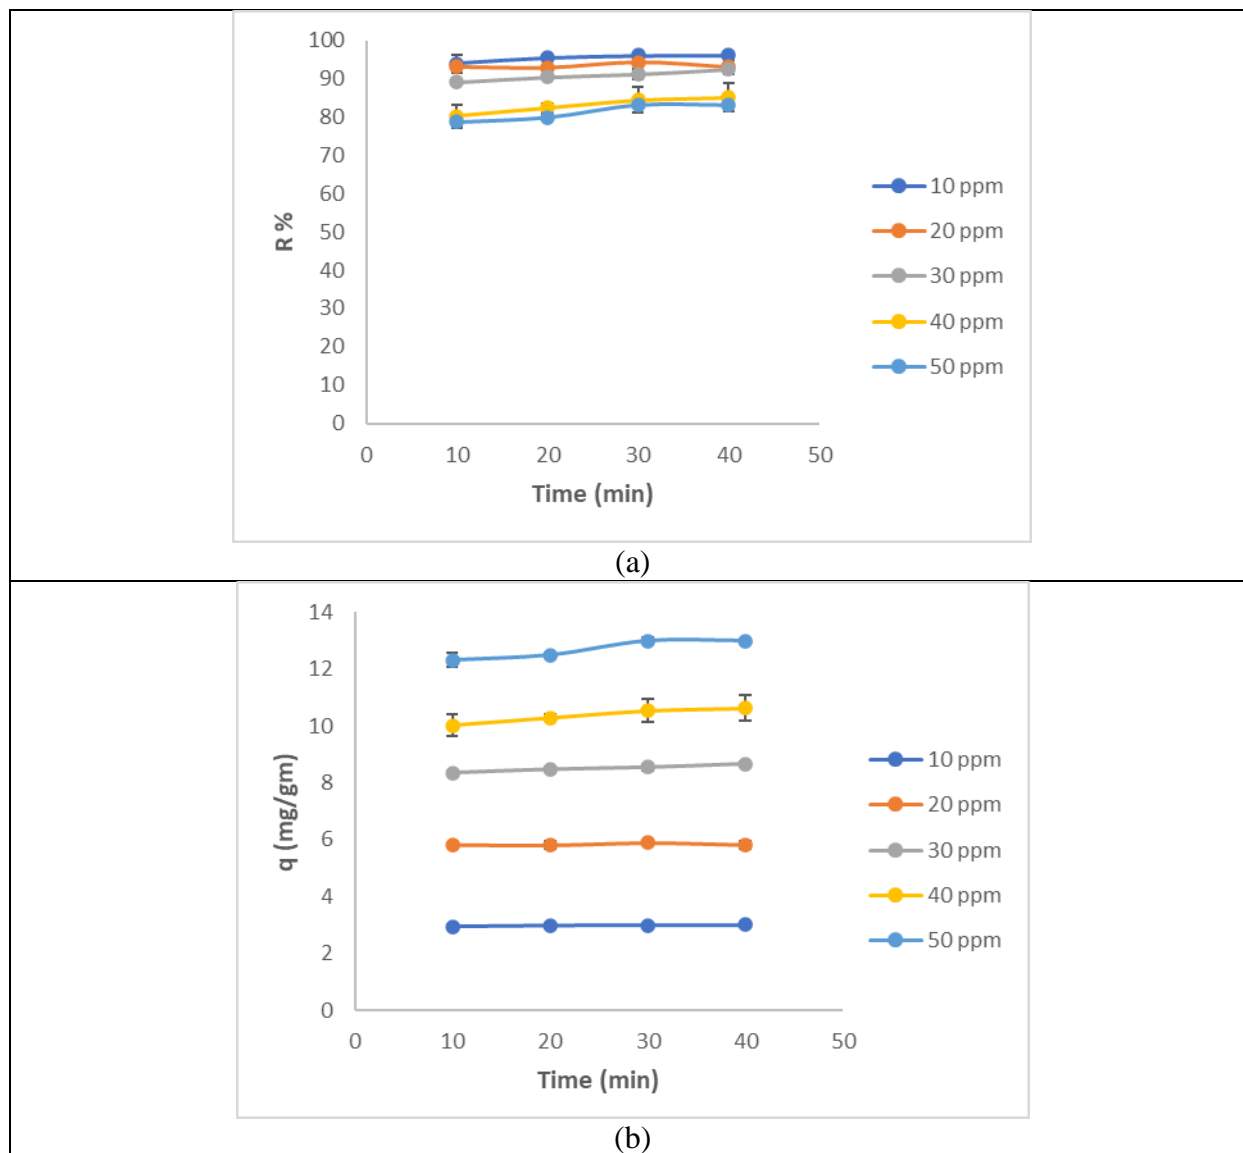 100
90
80
70
60
50
40
30
20
10
0
R %
0 10 20 30 40 50
Time (min)
10 ppm
20 ppm
30 ppm
40 ppm
50 ppm
(a)
14
12
10
8
6
4
2
0
q (mg/gm)
0 10 20 30 40 50
Time (min)
10 ppm
20 ppm
30 ppm
40 ppm
50 ppm
(b)